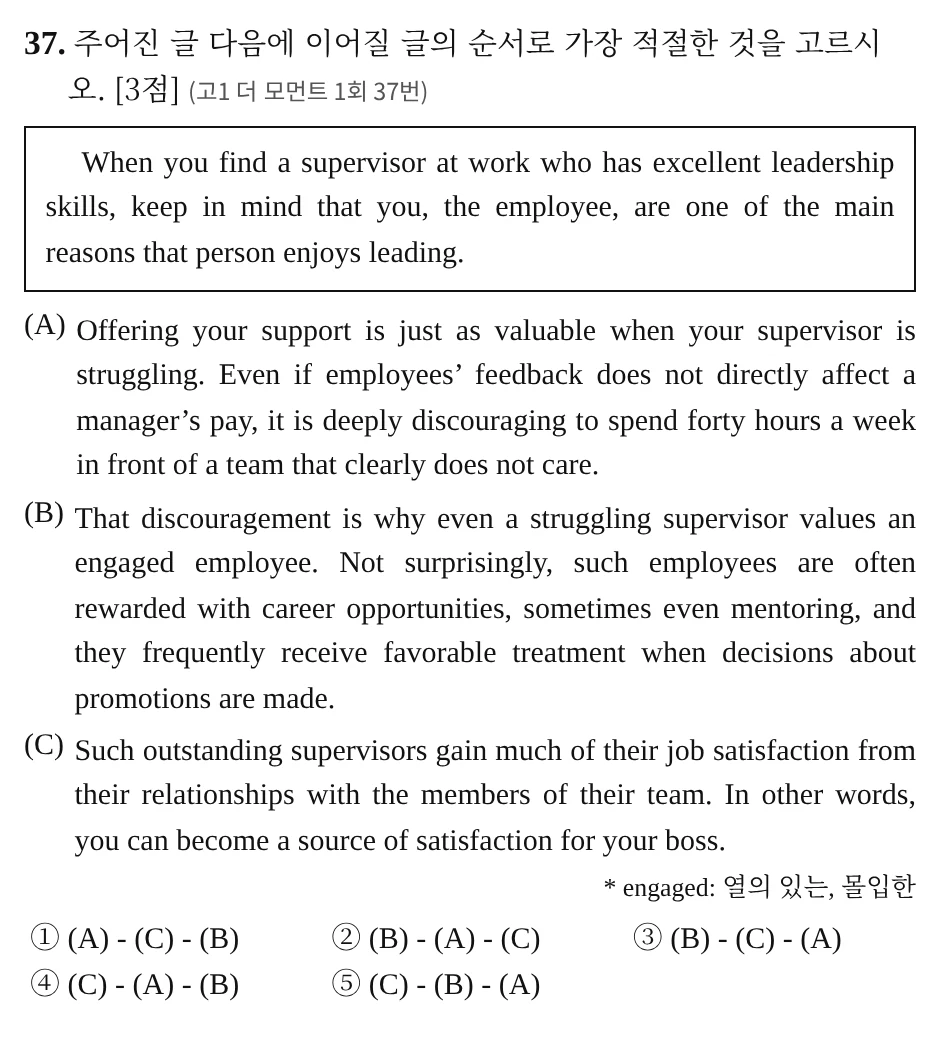 37. 주어진 글 다음에 이어질 글의 순서로 가장 적절한 것을 고르시
오. [3점] (고1 더 모먼트 1회 37번)
When you find a supervisor at work who has excellent leadership
skills, keep in mind that you, the employee, are one of the main
reasons that person enjoys leading.
(A) Offering your support is just as valuable when your supervisor is
struggling. Even if employees’ feedback does not directly affect a
manager’s pay, it is deeply discouraging to spend forty hours a week
in front of a team that clearly does not care.
(B) That discouragement is why even a struggling supervisor values an
engaged employee. Not surprisingly, such employees are often
rewarded with career opportunities, sometimes even mentoring, and
they frequently receive favorable treatment when decisions about
promotions are made.
(C) Such outstanding supervisors gain much of their job satisfaction from
their relationships with the members of their team. In other words,
you can become a source of satisfaction for your boss.
* engaged: 열의 있는, 몰입한
① (A) - (C) - (B) ② (B) - (A) - (C) ③ (B) - (C) - (A)
④ (C) - (A) - (B) ⑤ (C) - (B) - (A)